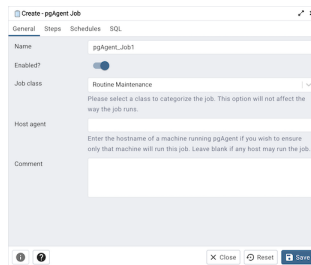 Create - pgAgent Job
General Steps Schedules SQL
Name pgAgent_Job1
Enabled?
Job class Routine Maintenance
Please select a class to categorize the job. This option will not affect the
way the job runs.
Host agent
Enter the hostname of a machine running pgAgent if you wish to ensure
only that machine will run this job. Leave blank if any host may run the job.
Comment
Close Reset Save